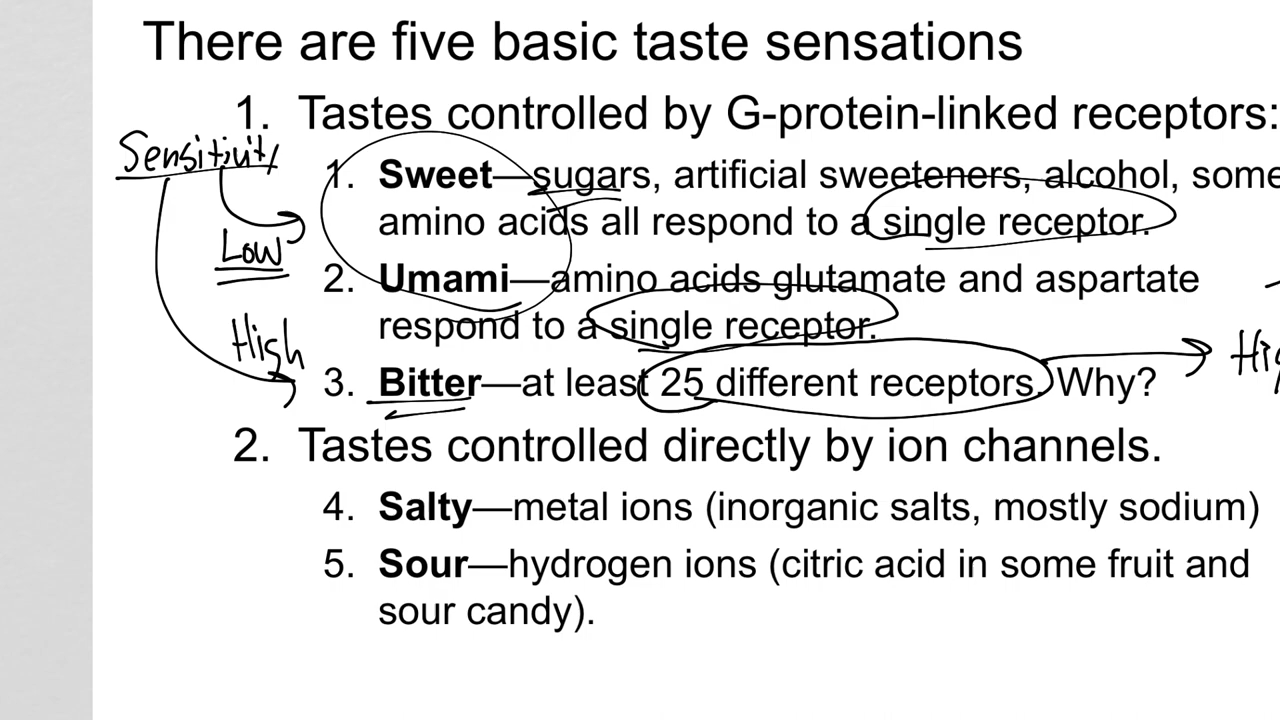 There are five basic taste sensations
1. Tastes controlled by G-protein-linked receptors:
Sensitivity
1. Sweet—sugars, artificial sweeteners, alcohol, some
amino acids all respond to a single receptor.
Low
2. Umami—amino acids glutamate and aspartate
respond to a single receptor.
High
3. Bitter—at least 25 different receptors. Why?
2. Tastes controlled directly by ion channels.
4. Salty—metal ions (inorganic salts, mostly sodium)
5. Sour—hydrogen ions (citric acid in some fruit and
sour candy).